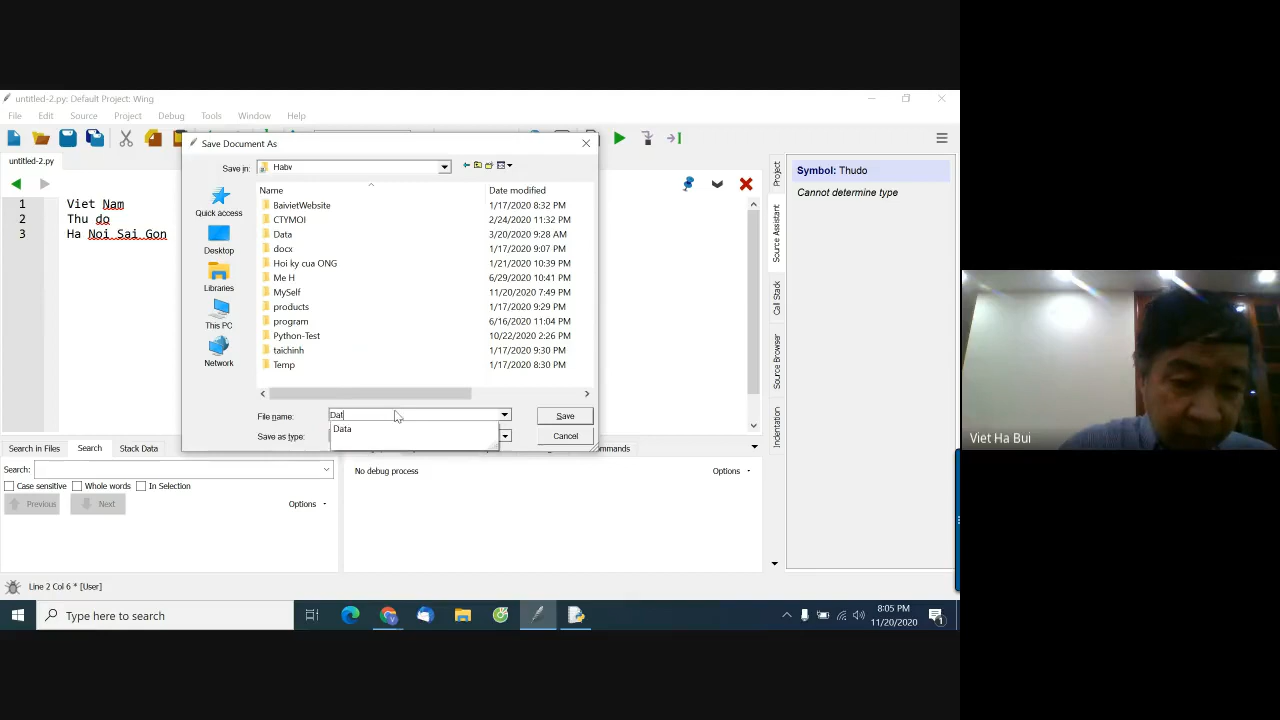 untitled-2.py: Default Project: Wing
File Edit Source Project Debug Tools Window Help
Save Document As
untitled-2.py
Save in: Habv
Name Date modified
BaivietWebsite 1/17/2020 8:32 PM
CTYMOI 2/24/2020 11:32 PM
Data 3/20/2020 9:28 AM
docx 1/17/2020 9:07 PM
Hoi ky cua ONG 1/21/2020 10:39 PM
Me H 6/29/2020 10:41 PM
MySelf 11/20/2020 7:49 PM
products 1/17/2020 9:29 PM
program 6/16/2020 11:04 PM
Python-Test 10/22/2020 2:26 PM
taichinh 1/17/2020 9:30 PM
Temp 1/17/2020 8:30 PM
Quick access
Desktop
Libraries
This PC
Network
File name: Dat
Save
Data
Save as type:
Cancel
1 Viet Nam
2 Thu do
3 Ha Noi Sai Gon
Project
Source Assistant
Call Stack
Source Browser
Indentation
Symbol: Thudo
Cannot determine type
Search in Files Search Stack Data
ommands
Search:
Case sensitive Whole words In Selection
Previous Next Options
No debug process
Options
Line 2 Col 6 * [User]
Type here to search
8:05 PM
11/20/2020
1
Viet Ha Bui